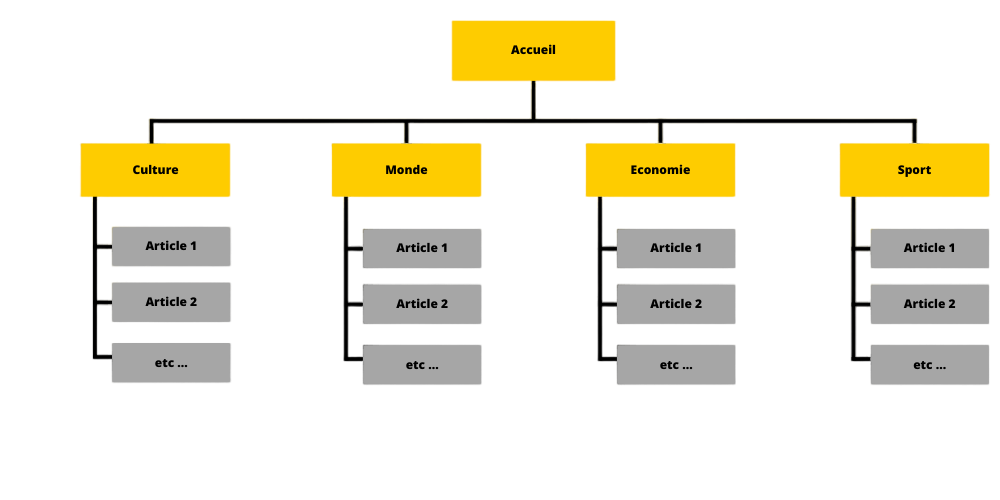 Accueil
Culture
Monde
Economie
Sport
Article 1
Article 1
Article 1
Article 1
Article 2
Article 2
Article 2
Article 2
etc ...
etc ...
etc ...
etc ...